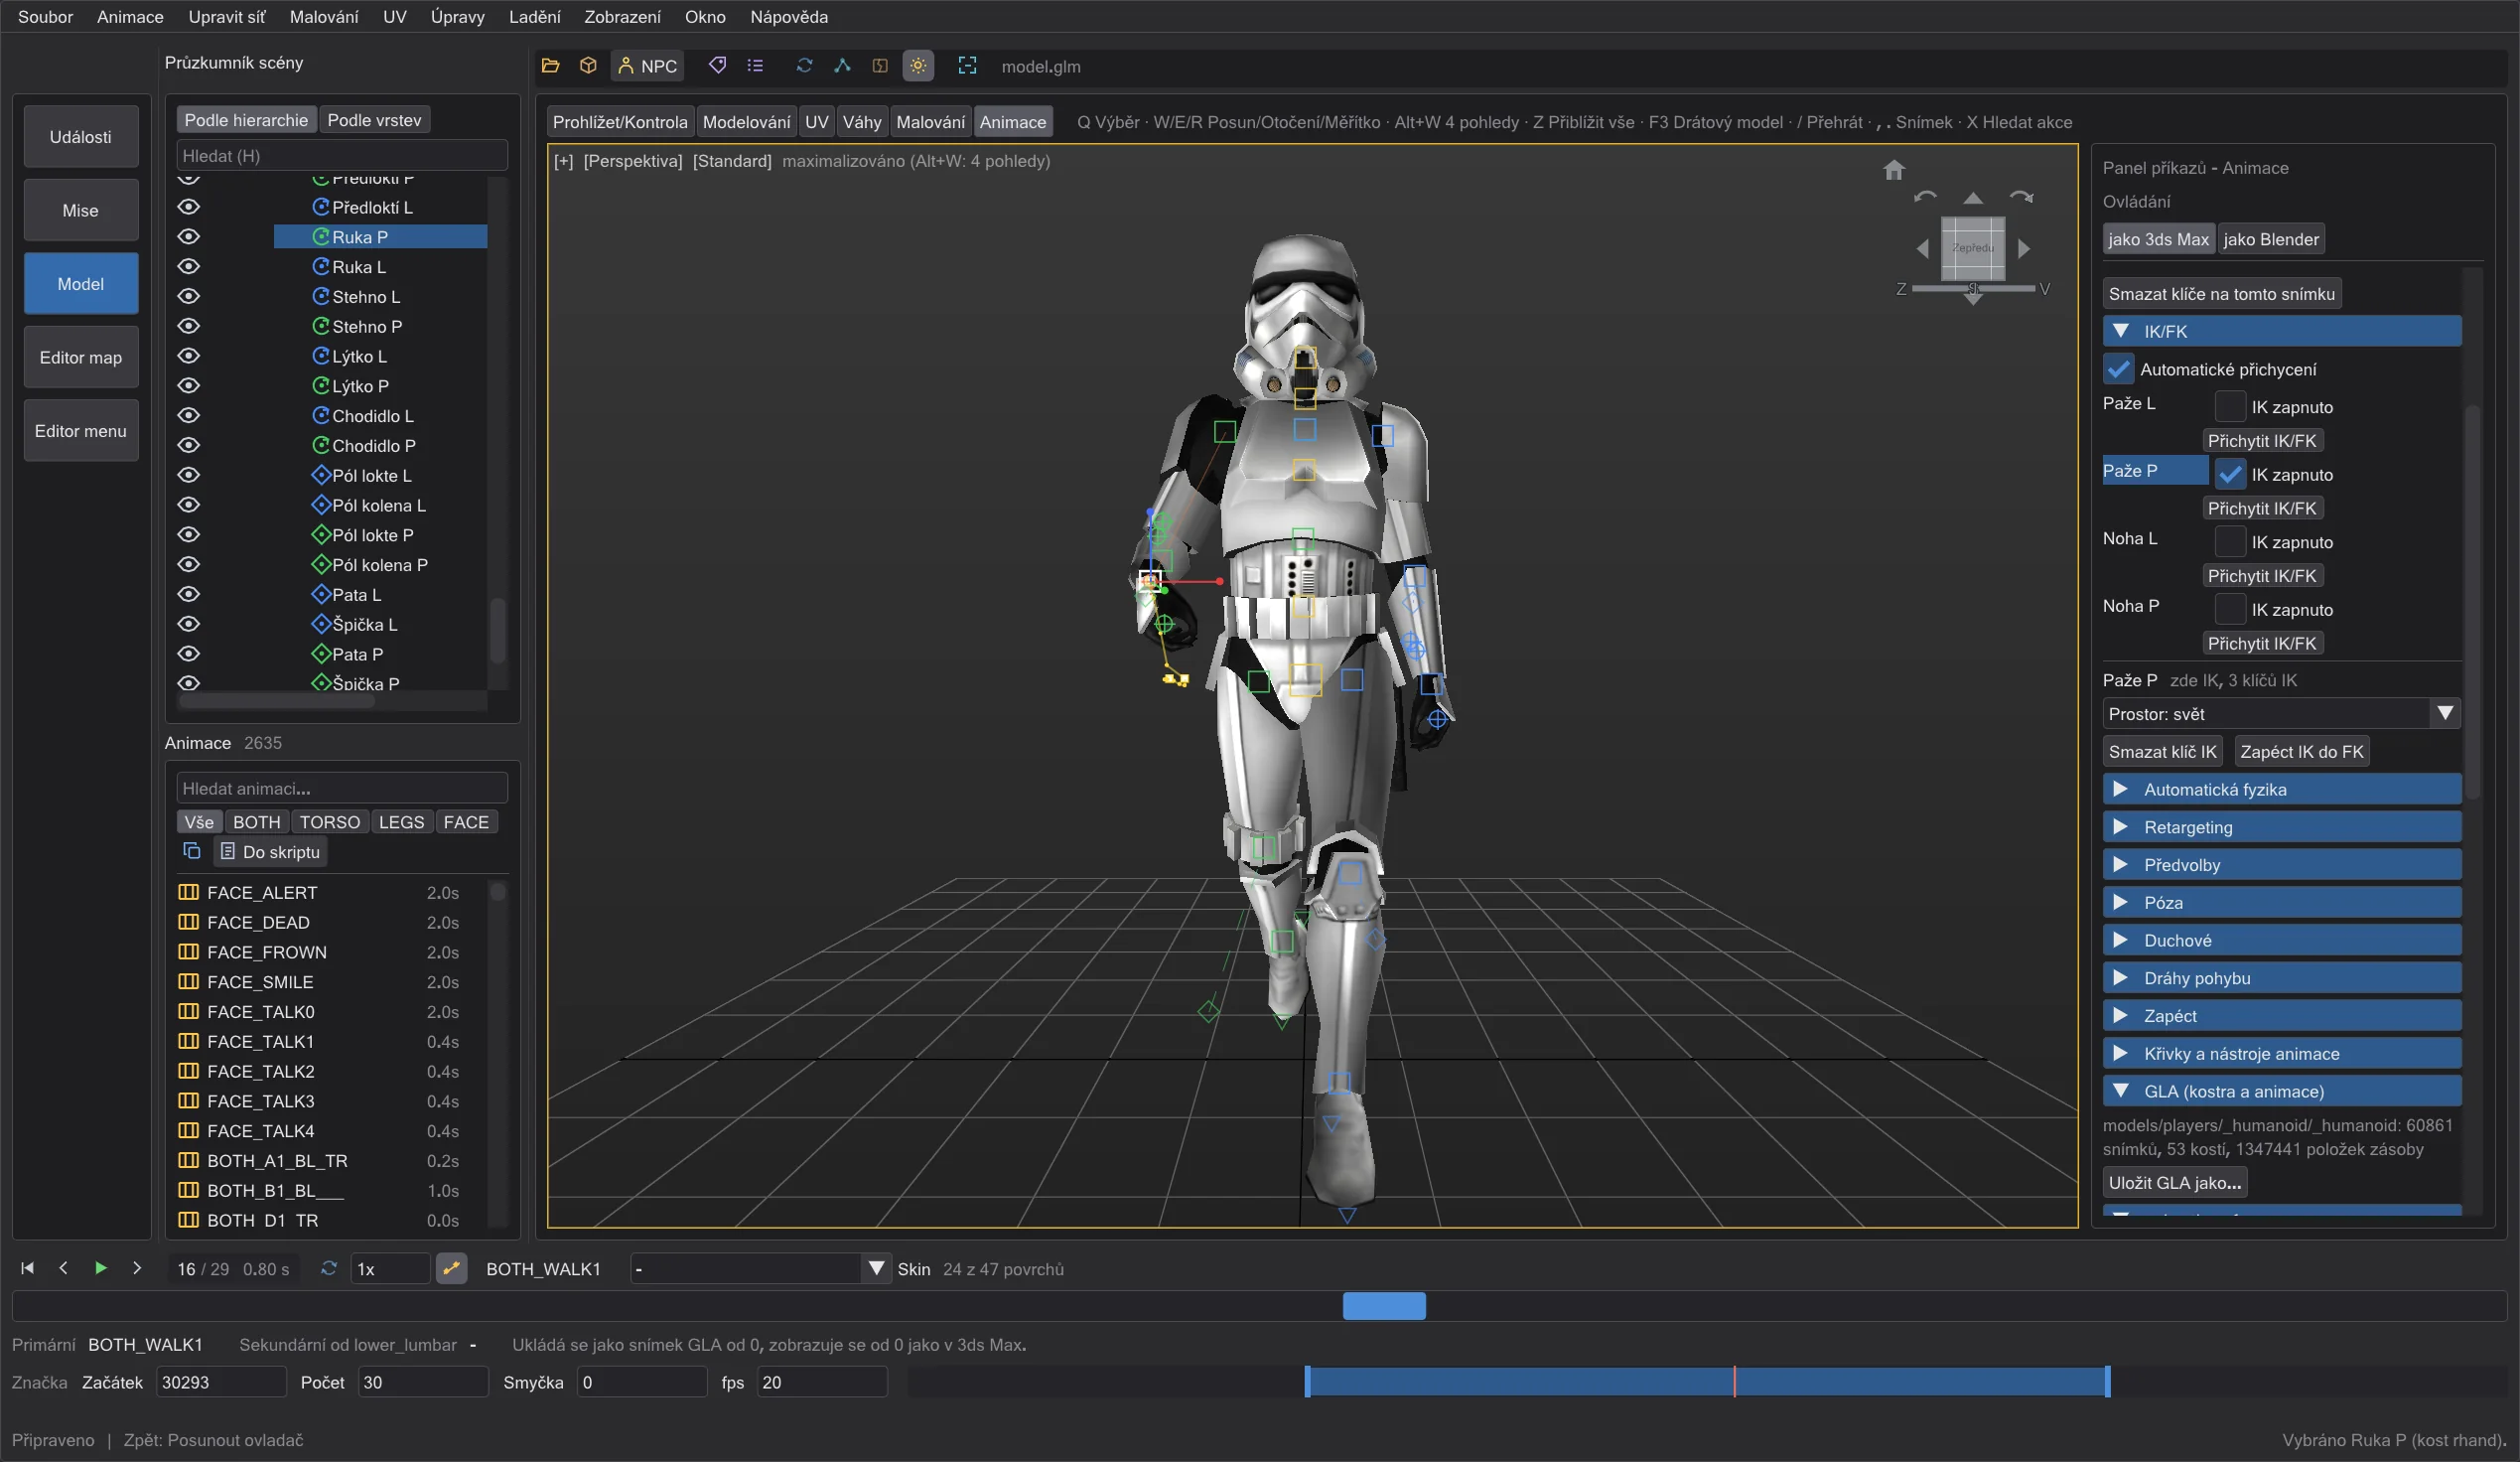 Soubor Animace Upravit síť Malování UV Úpravy Ladění Zobrazení Okno Nápověda
Průzkumník scény
NPC
model.glm
Události
Mise
Model
Editor map
Editor menu
Podle hierarchie Podle vrstev
Hledat (H)
Předloktí P
Předloktí L
Ruka P
Ruka L
Stehno L
Stehno P
Lýtko L
Lýtko P
Chodidlo L
Chodidlo P
Pól lokte L
Pól kolena L
Pól lokte P
Pól kolena P
Pata L
Špička L
Pata P
Špička P
Animace 2635
Hledat animaci...
Vše BOTH TORSO LEGS FACE
Do skriptu
FACE_ALERT 2.0s
FACE_DEAD 2.0s
FACE_FROWN 2.0s
FACE_SMILE 2.0s
FACE_TALK0 2.0s
FACE_TALK1 0.4s
FACE_TALK2 0.4s
FACE_TALK3 0.4s
FACE_TALK4 0.4s
BOTH_A1_BL_TR 0.2s
BOTH_B1_BL___ 1.0s
BOTH_D1_TR 0.0s
Prohlížet/Kontrola Modelování UV Váhy Malování Animace
Q Výběr · W/E/R Posun/Otočení/Měřítko · Alt+W 4 pohledy · Z Přiblížit vše · F3 Drátový model · / Přehrát · , . Snímek · X Hledat akce
[+] [Perspektiva] [Standard] maximalizováno (Alt+W: 4 pohledy)
Zepředu
Z V
Panel příkazů - Animace
Ovládání
jako 3ds Max jako Blender
Smazat klíče na tomto snímku
IK/FK
Automatické přichycení
Paže L IK zapnuto
Přichytit IK/FK
Paže P IK zapnuto
Přichytit IK/FK
Noha L IK zapnuto
Přichytit IK/FK
Noha P IK zapnuto
Přichytit IK/FK
Paže P zde IK, 3 klíčů IK
Prostor: svět
Smazat klíč IK Zapéct IK do FK
Automatická fyzika
Retargeting
Předvolby
Póza
Duchové
Dráhy pohybu
Zapéct
Křivky a nástroje animace
GLA (kostra a animace)
models/players/_humanoid/_humanoid: 60861
snímků, 53 kostí, 1347441 položek zásoby
Uložit GLA jako...
16 / 29 0.80 s 1x BOTH_WALK1 - Skin 24 z 47 povrchů
Primární BOTH_WALK1 Sekundární od lower_lumbar - Ukládá se jako snímek GLA od 0, zobrazuje se od 0 jako v 3ds Max.
Značka Začátek 30293 Počet 30 Smyčka 0 fps 20
Připraveno | Zpět: Posunout ovladač
Vybráno Ruka P (kost rhand).